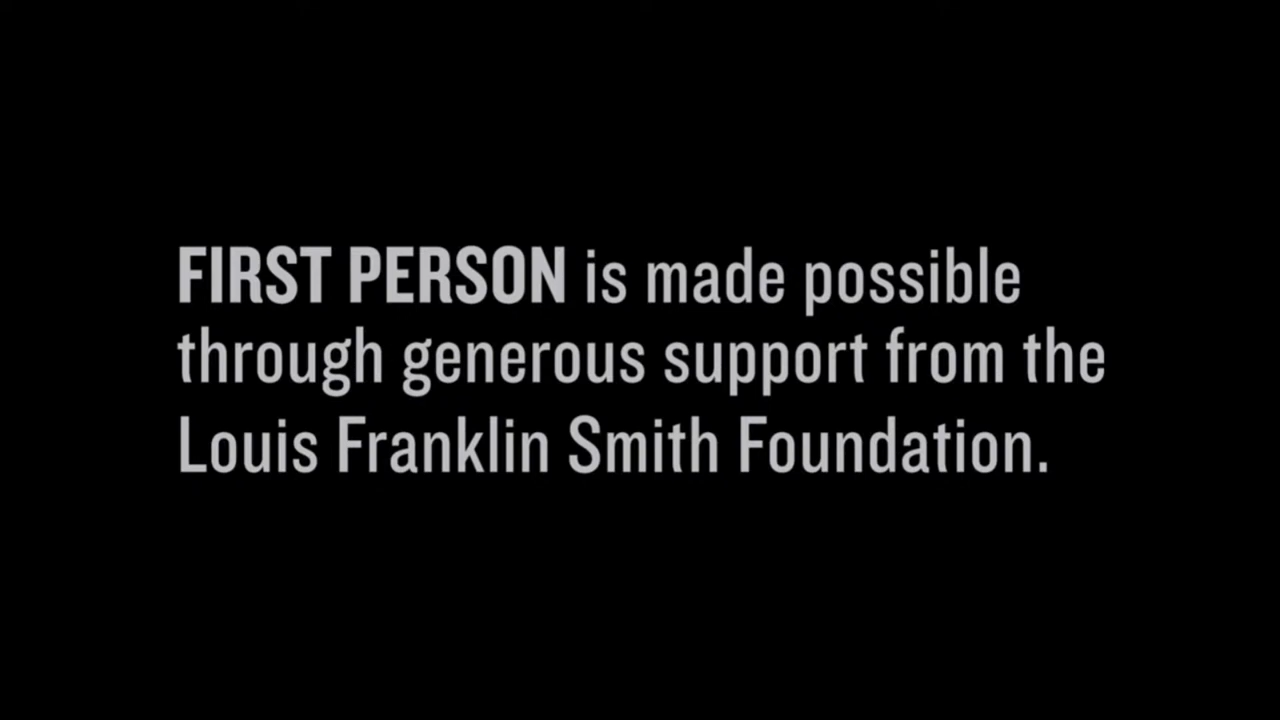 FIRST PERSON is made possible
through generous support from the
Louis Franklin Smith Foundation.